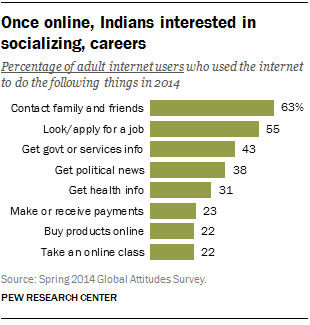 Once online, Indians interested in
socializing, careers
Percentage of adult internet users who used the internet
to do the following things in 2014
Contact family and friends 63%
Look/apply for a job 55
Get govt or services info 43
Get political news 38
Get health info 31
Make or receive payments 23
Buy products online 22
Take an online class 22
Source: Spring 2014 Global Attitudes Survey.
PEW RESEARCH CENTER